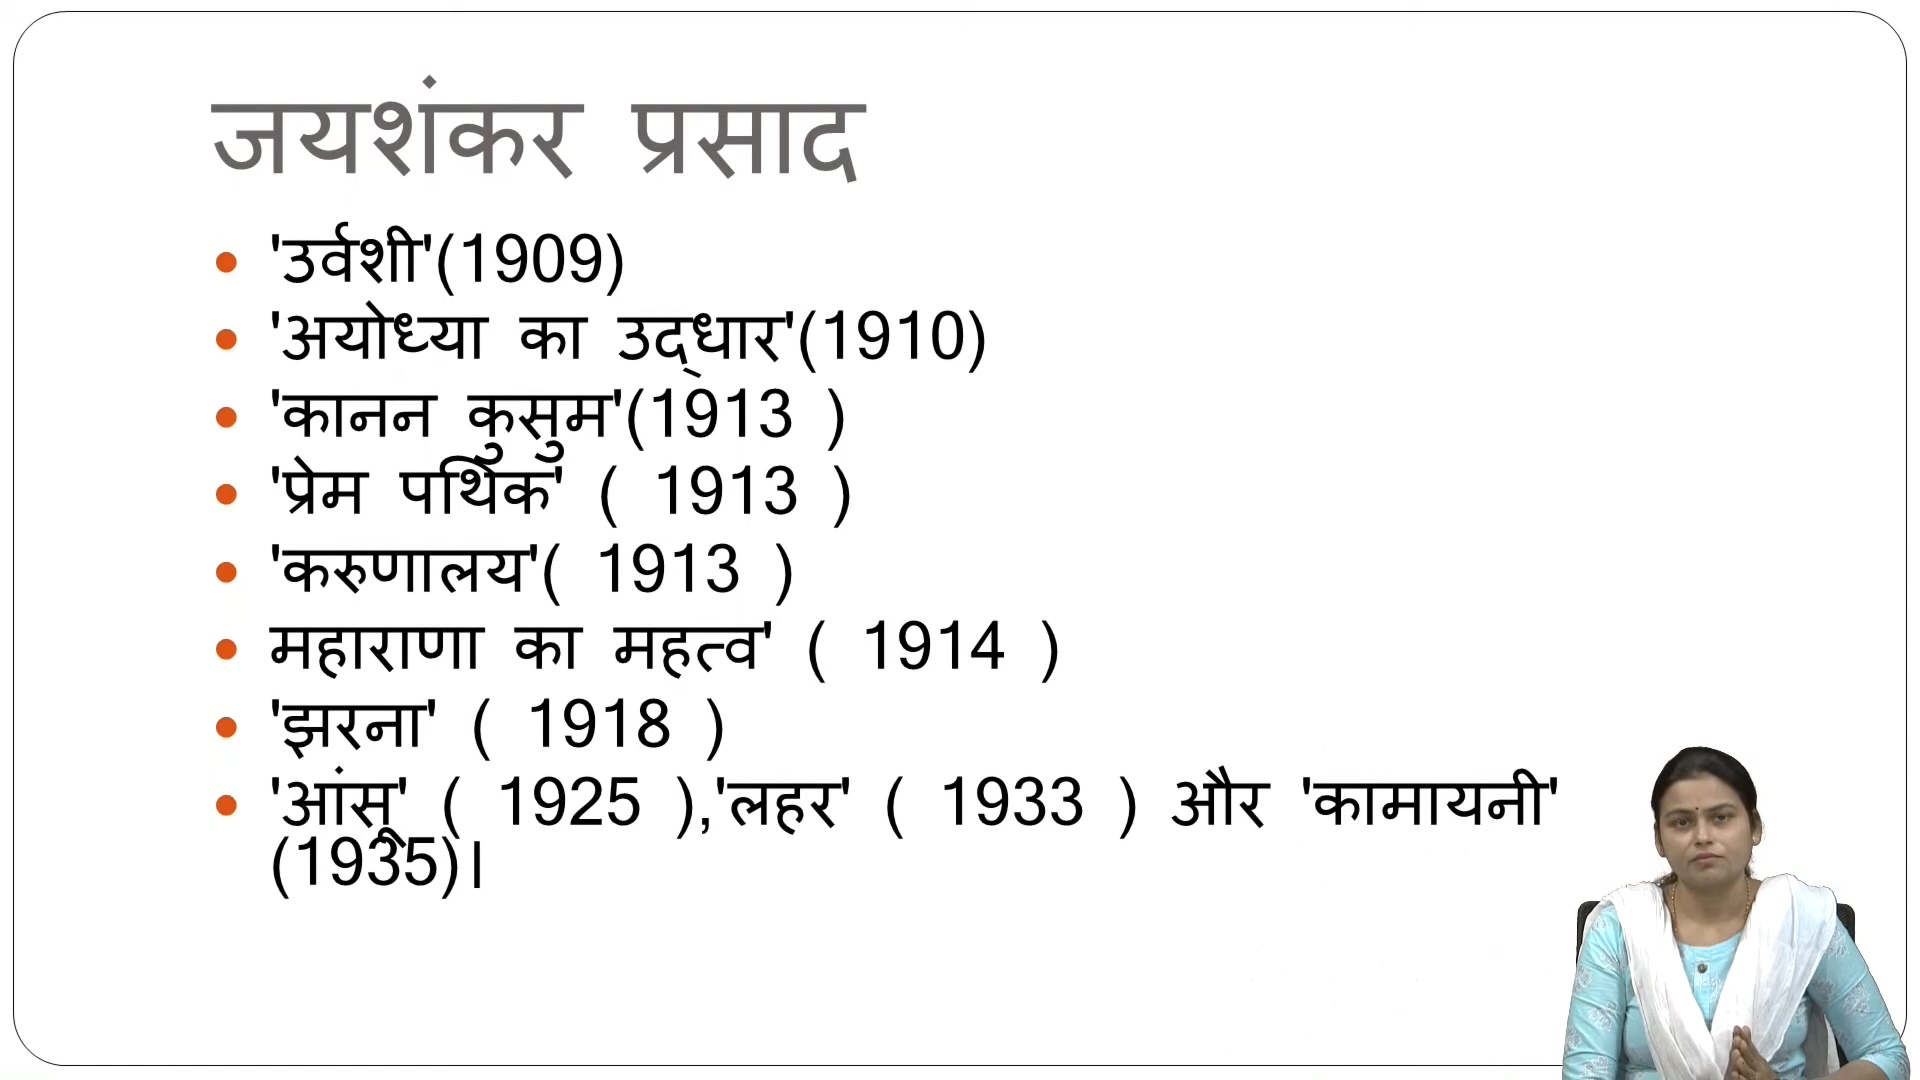 जयशंकर प्रसाद
• 'उर्वशी'(1909)
• 'अयोध्या का उद्‌धार'(1910)
• 'कानन कुसुम'(1913 )
• 'प्रेम पथिक' ( 1913 )
• 'करुणालय'( 1913 )
• महाराणा का महत्व' ( 1914 )
• 'झरना' ( 1918 )
• 'आंसू' ( 1925 ),'लहर' ( 1933 ) और 'कामायनी'
(1935)।